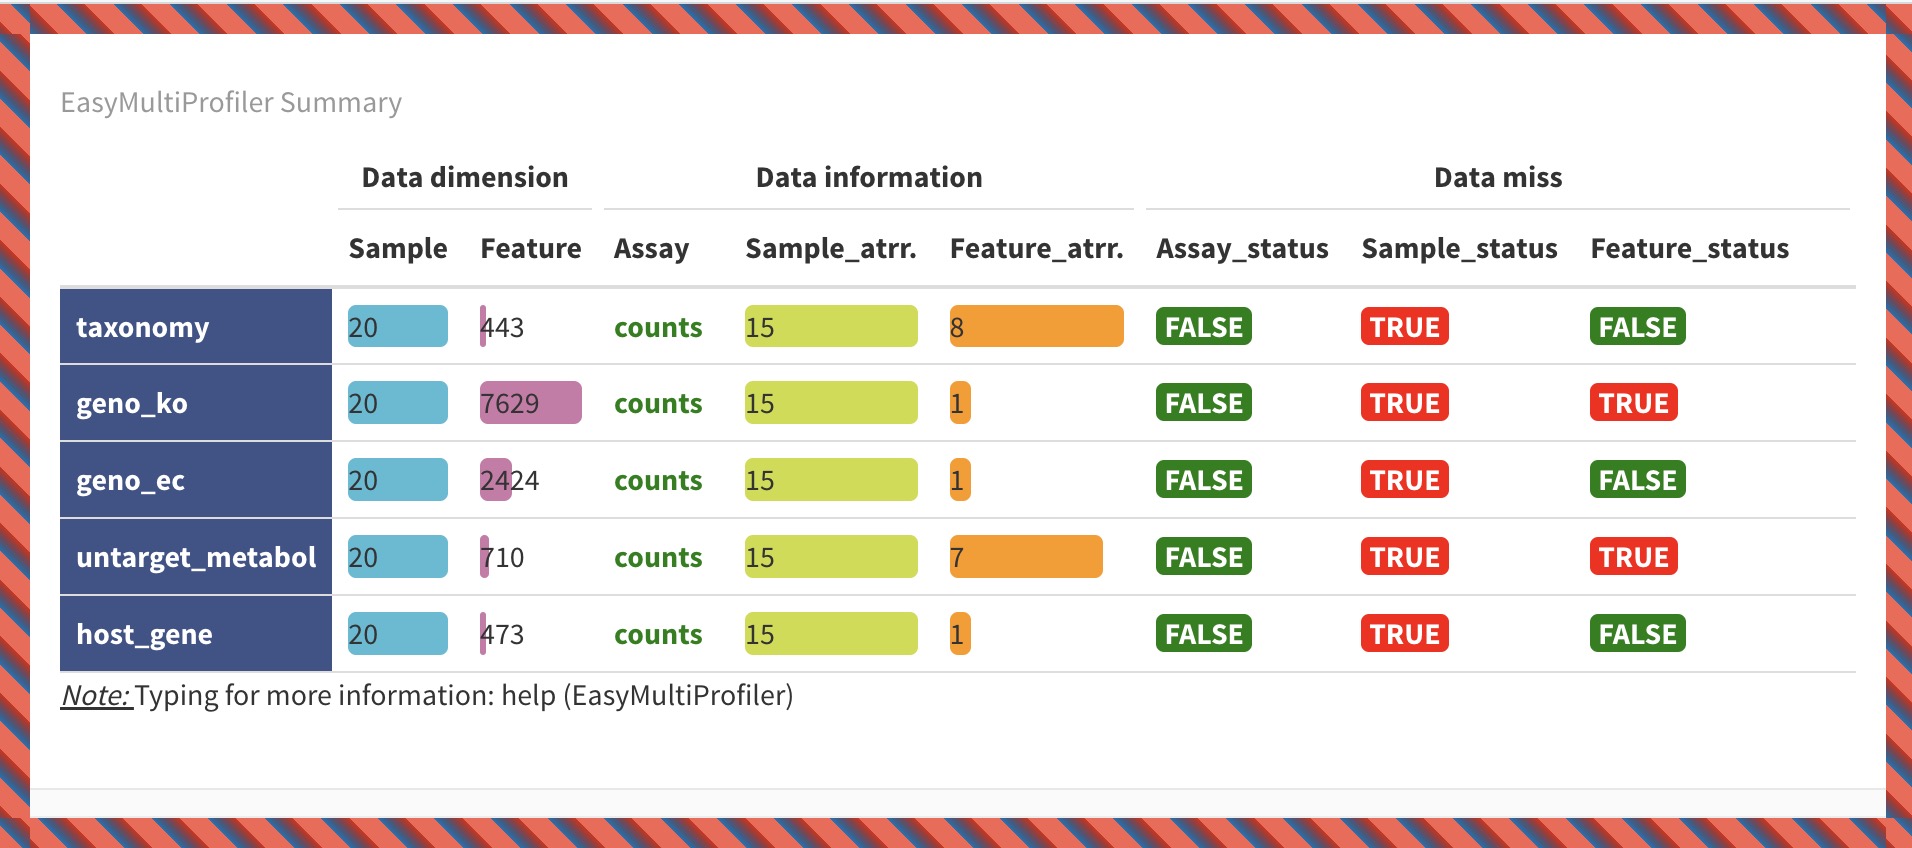 EasyMultiProfiler Summary
Data dimension Data information Data miss
Sample Feature Assay Sample_atrr. Feature_atrr. Assay_status Sample_status Feature_status
taxonomy 20 443 counts 15 8 FALSE TRUE FALSE
geno_ko 20 7629 counts 15 1 FALSE TRUE TRUE
geno_ec 20 2424 counts 15 1 FALSE TRUE FALSE
untarget_metabol 20 710 counts 15 7 FALSE TRUE TRUE
host_gene 20 473 counts 15 1 FALSE TRUE FALSE
Note: Typing for more information: help (EasyMultiProfiler)